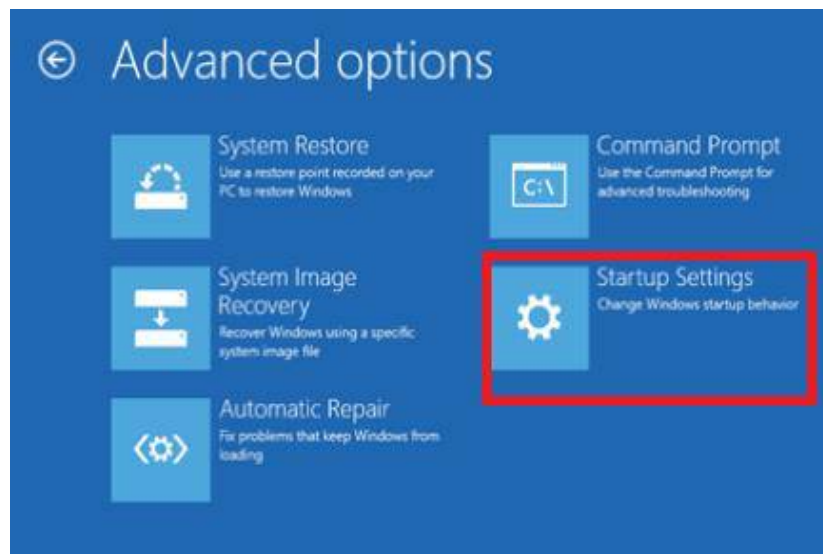 Advanced options
System Restore
Use a restore point recorded on your
PC to restore Windows
Command Prompt
Use the Command Prompt for
advanced troubleshooting
C:\
System Image
Recovery
Recover Windows using a specific
system image file
Startup Settings
Change Windows startup behavior
Automatic Repair
Fix problems that keep Windows from
loading